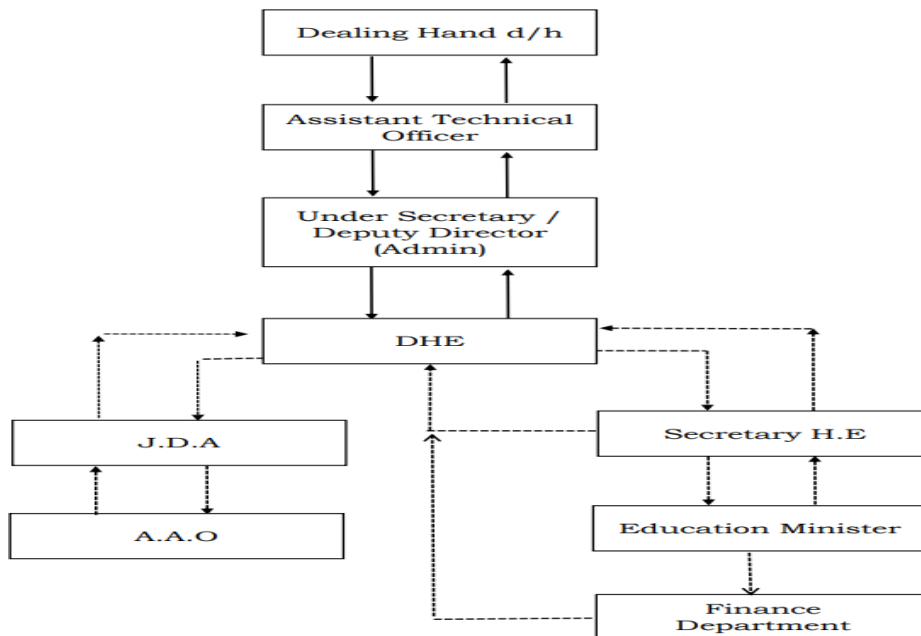 Dealing Hand d/h
Assistant Technical
Officer
Under Secretary /
Deputy Director
(Admin)
DHE
J.D.A
Secretary H.E
A.A.O
Education Minister
Finance
Department